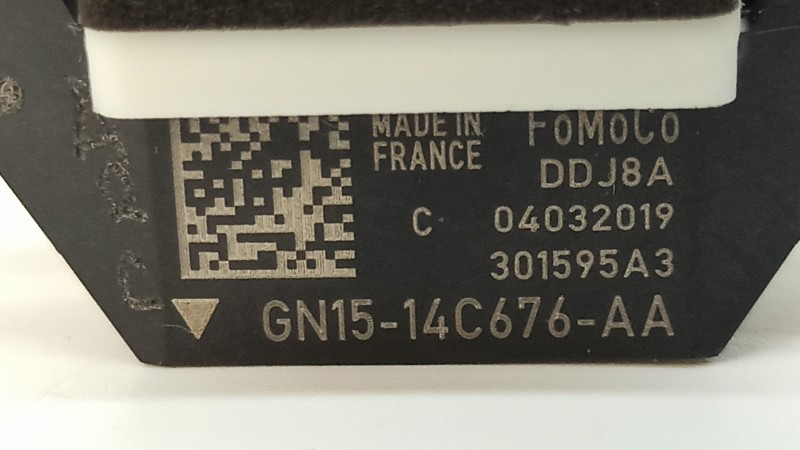 MADE IN FoMoCo
FRANCE DDJ8A
C 04032019
301595A3
GN15-14C676-AA